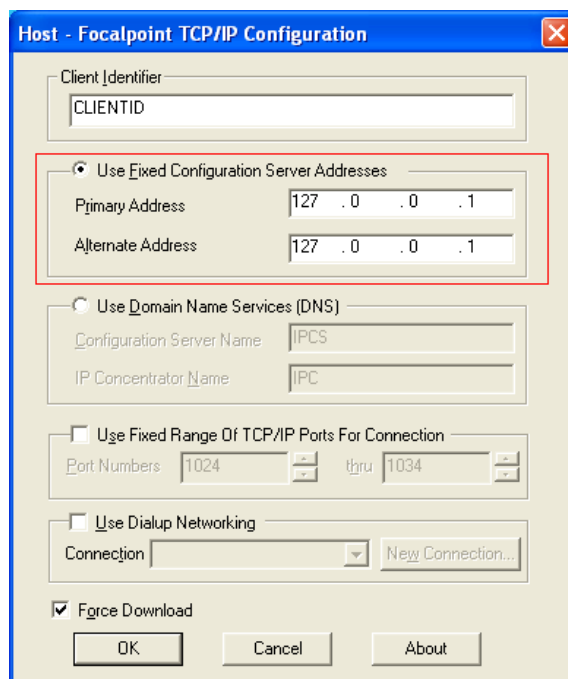 Host - Focalpoint TCP/IP Configuration
Client Identifier
CLIENTID
Use Fixed Configuration Server Addresses
Primary Address 127 . 0 . 0 . 1
Alternate Address 127 . 0 . 0 . 1
Use Domain Name Services (DNS)
Configuration Server Name IPCS
IP Concentrator Name IPC
Use Fixed Range Of TCP/IP Ports For Connection
Port Numbers 1024 thru 1034
Use Dialup Networking
Connection New Connection...
Force Download
OK Cancel About